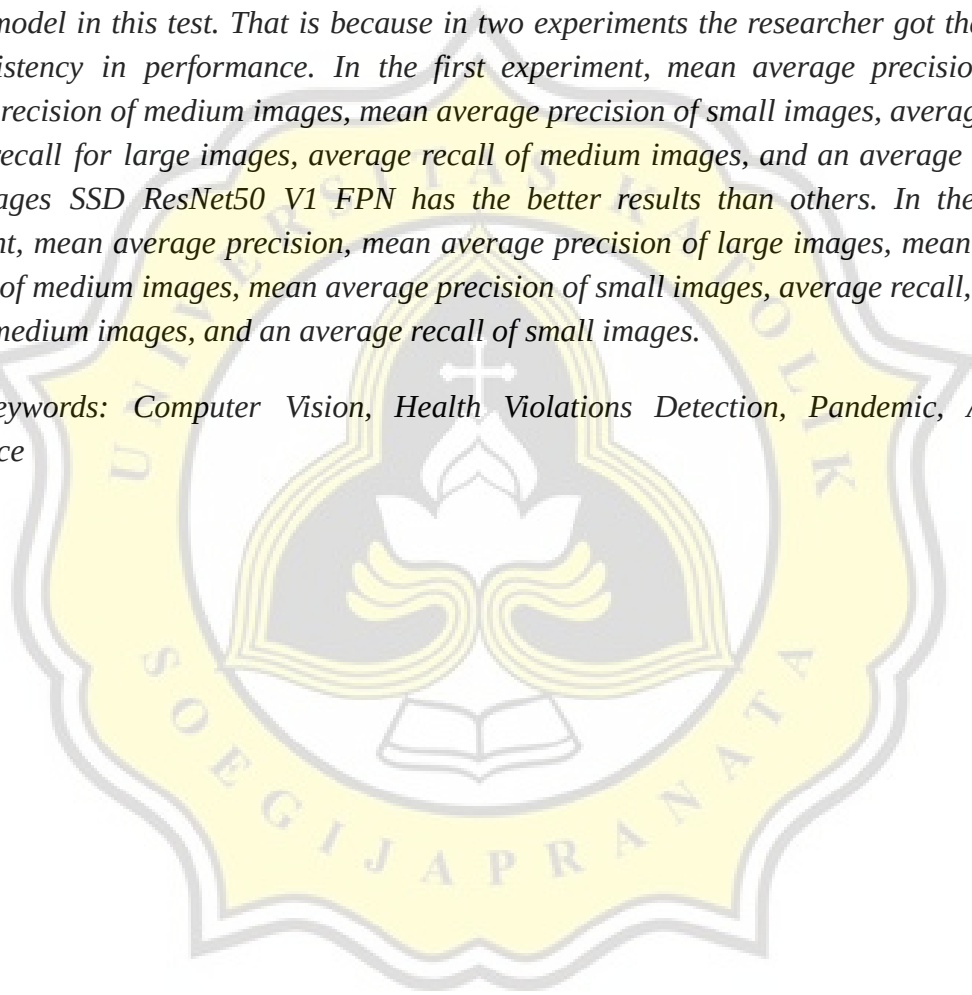 model in this test. That is because in two experiments the researcher got the
istency in performance. In the first experiment, mean average precisio
recision of medium images, mean average precision of small images, averag
recall for large images, average recall of medium images, and an average
ages SSD ResNet50 V1 FPN has the better results than others. In the
nt, mean average precision, mean average precision of large images, mean
of medium images, mean average precision of small images, average recall,
medium images, and an average recall of small images.
eywords: Computer Vision, Health Violations Detection, Pandemic, A
ce
UNIVERSITAS KATOLIK
SOEGIJAPRANATA